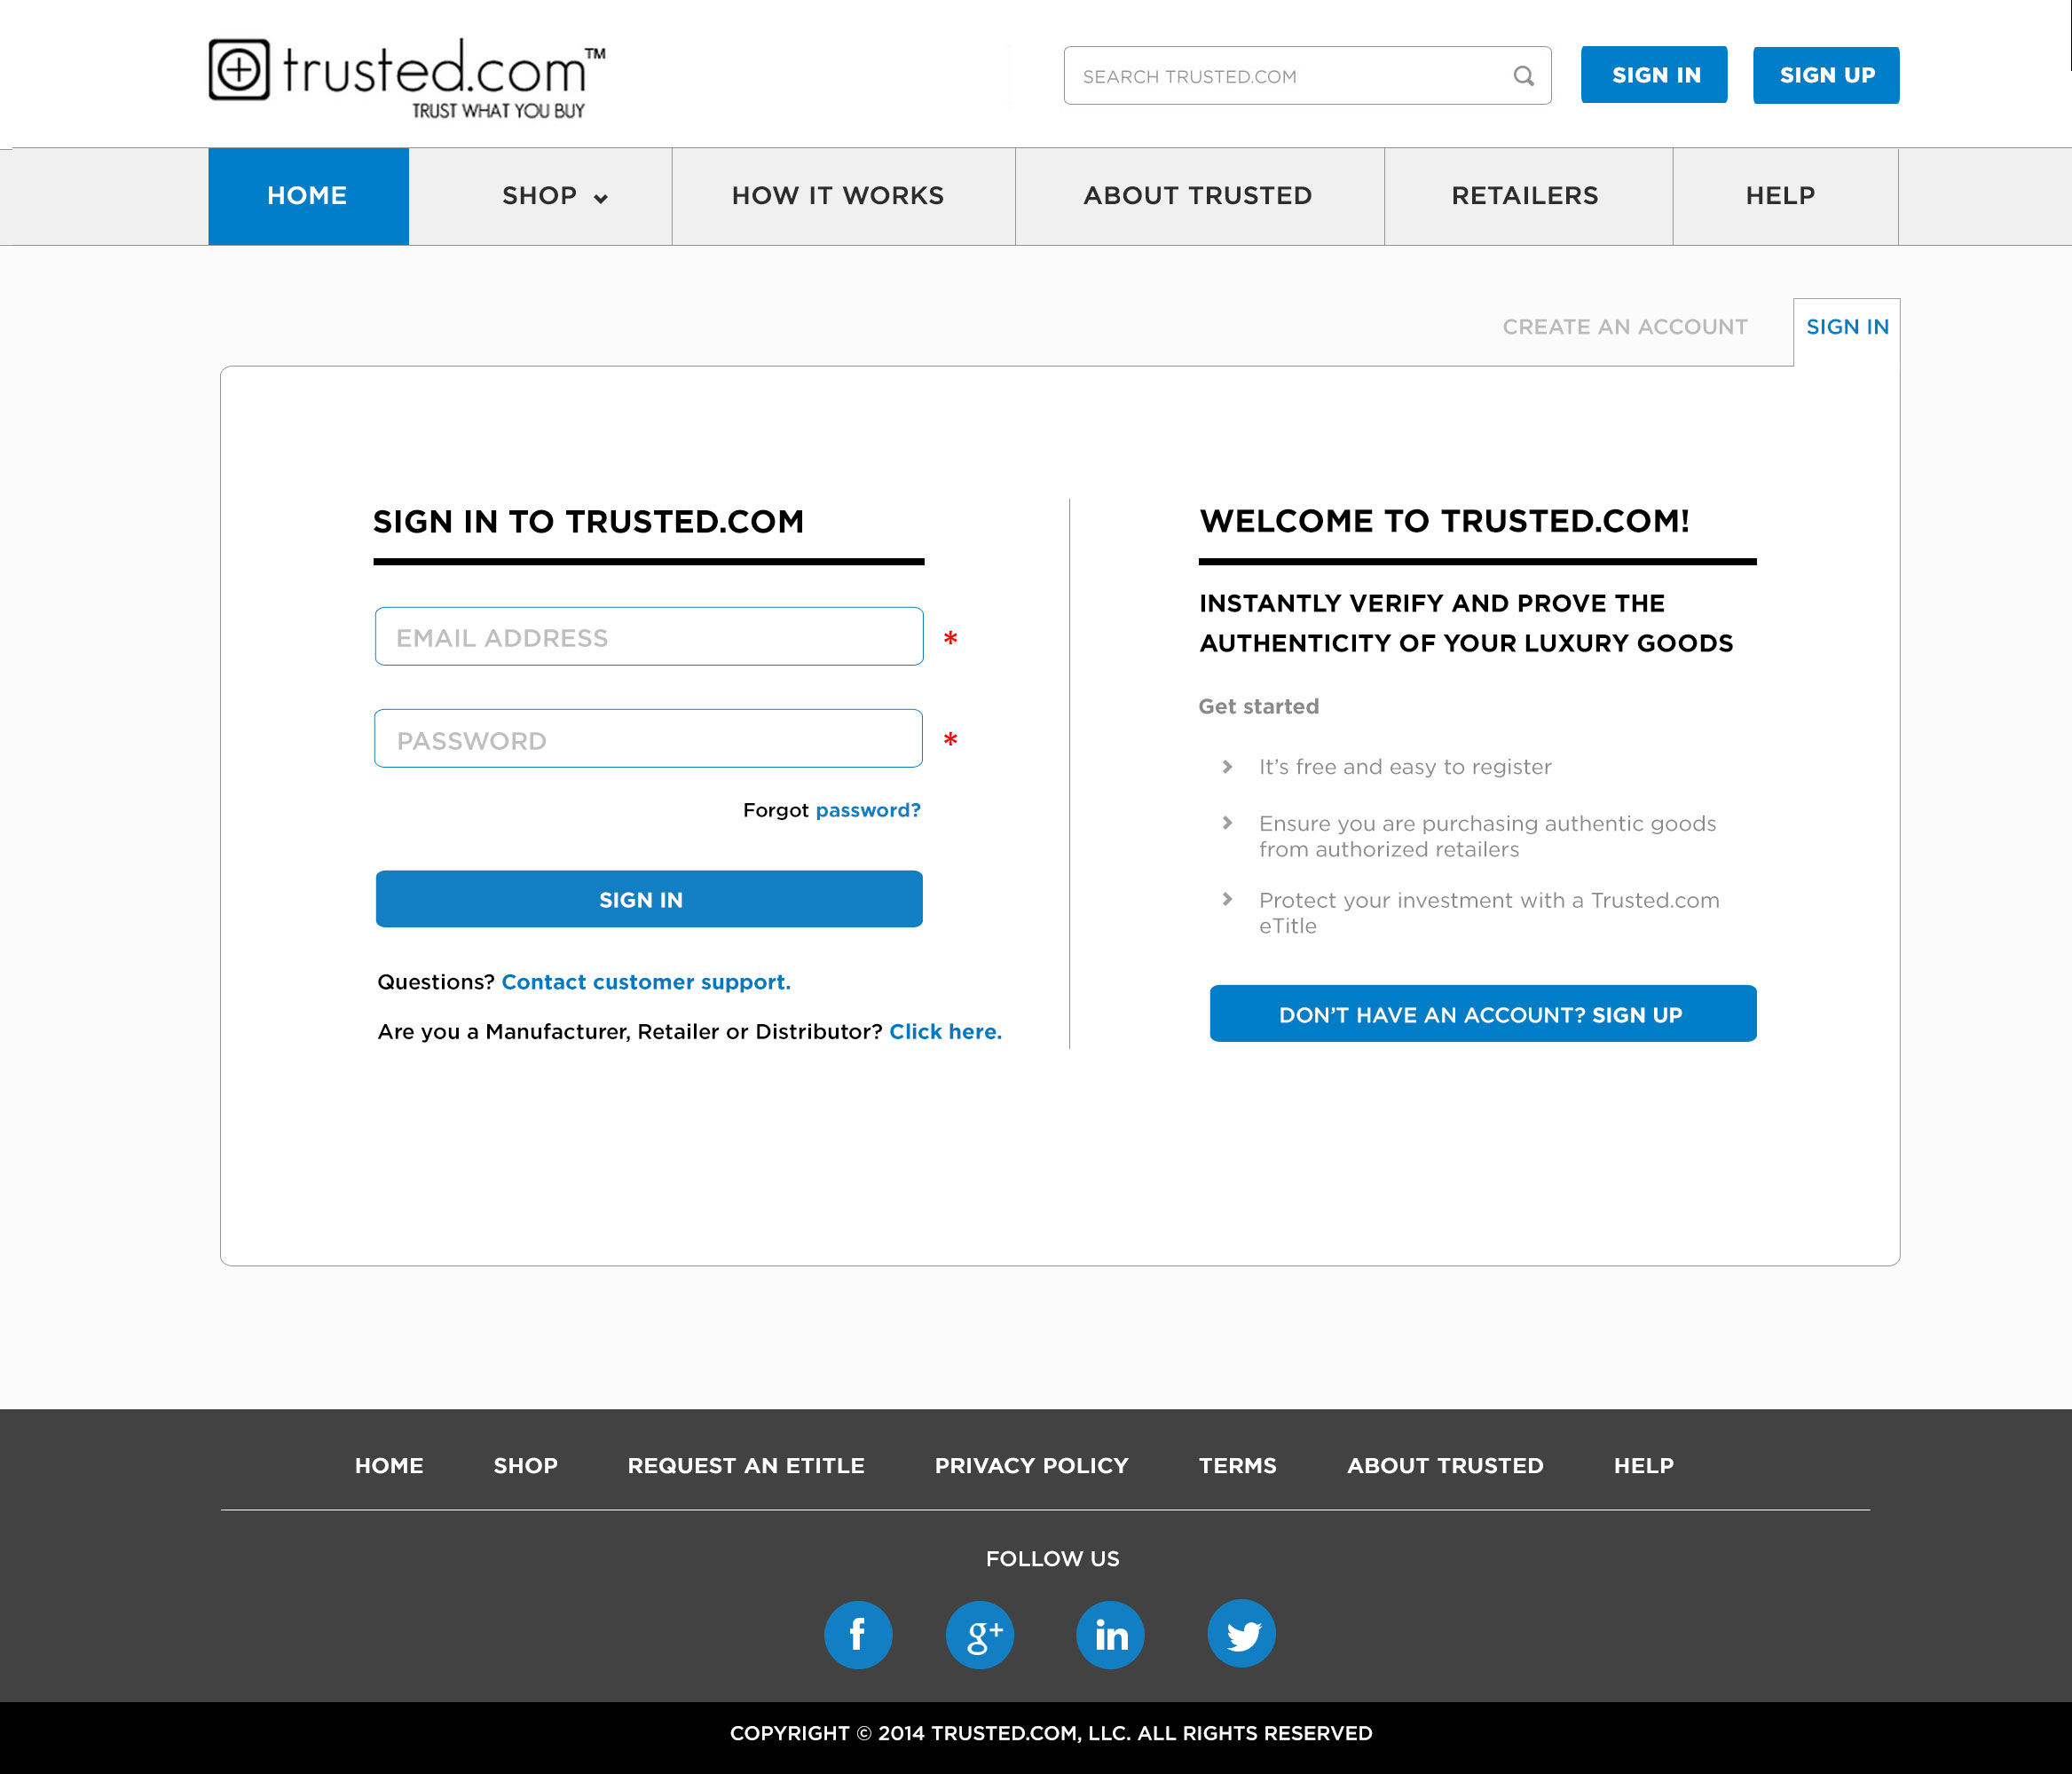 trusted.com™
TRUST WHAT YOU BUY
SEARCH TRUSTED.COM
SIGN IN
SIGN UP
HOME
SHOP
HOW IT WORKS
ABOUT TRUSTED
RETAILERS
HELP
CREATE AN ACCOUNT
SIGN IN
SIGN IN TO TRUSTED.COM
EMAIL ADDRESS *
PASSWORD *
Forgot password?
SIGN IN
Questions? Contact customer support.
Are you a Manufacturer, Retailer or Distributor? Click here.
WELCOME TO TRUSTED.COM!
INSTANTLY VERIFY AND PROVE THE
AUTHENTICITY OF YOUR LUXURY GOODS
Get started
It’s free and easy to register
Ensure you are purchasing authentic goods
from authorized retailers
Protect your investment with a Trusted.com
eTitle
DON’T HAVE AN ACCOUNT? SIGN UP
HOME
SHOP
REQUEST AN ETITLE
PRIVACY POLICY
TERMS
ABOUT TRUSTED
HELP
FOLLOW US
f
g+
in
COPYRIGHT © 2014 TRUSTED.COM, LLC. ALL RIGHTS RESERVED